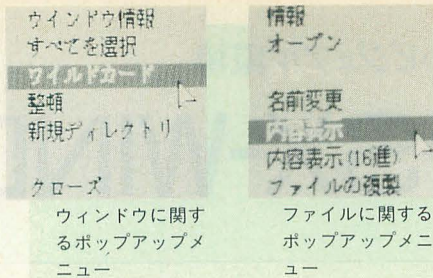 ウインドウ情報
すべてを選択
ワイルドカード
整頓
新規ディレクトリ
クローズ
ウィンドウに関す
るポップアップメ
ニュー
情報
オープン
名前変更
内容表示
内容表示(16進)
ファイルの複製
ファイルに関する
ポップアップメニ
ュー